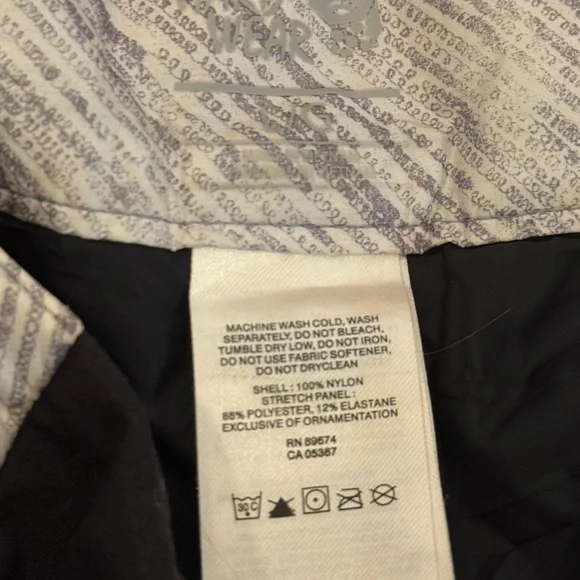 WEAR
MACHINE WASH COLD, WASH
SEPARATELY, DO NOT BLEACH,
TUMBLE DRY LOW, DO NOT IRON,
DO NOT USE FABRIC SOFTENER,
DO NOT DRYCLEAN
SHELL : 100% NYLON
STRETCH PANEL :
88% POLYESTER, 12% ELASTANE
EXCLUSIVE OF ORNAMENTATION
RN 89674
CA 05367
30 C